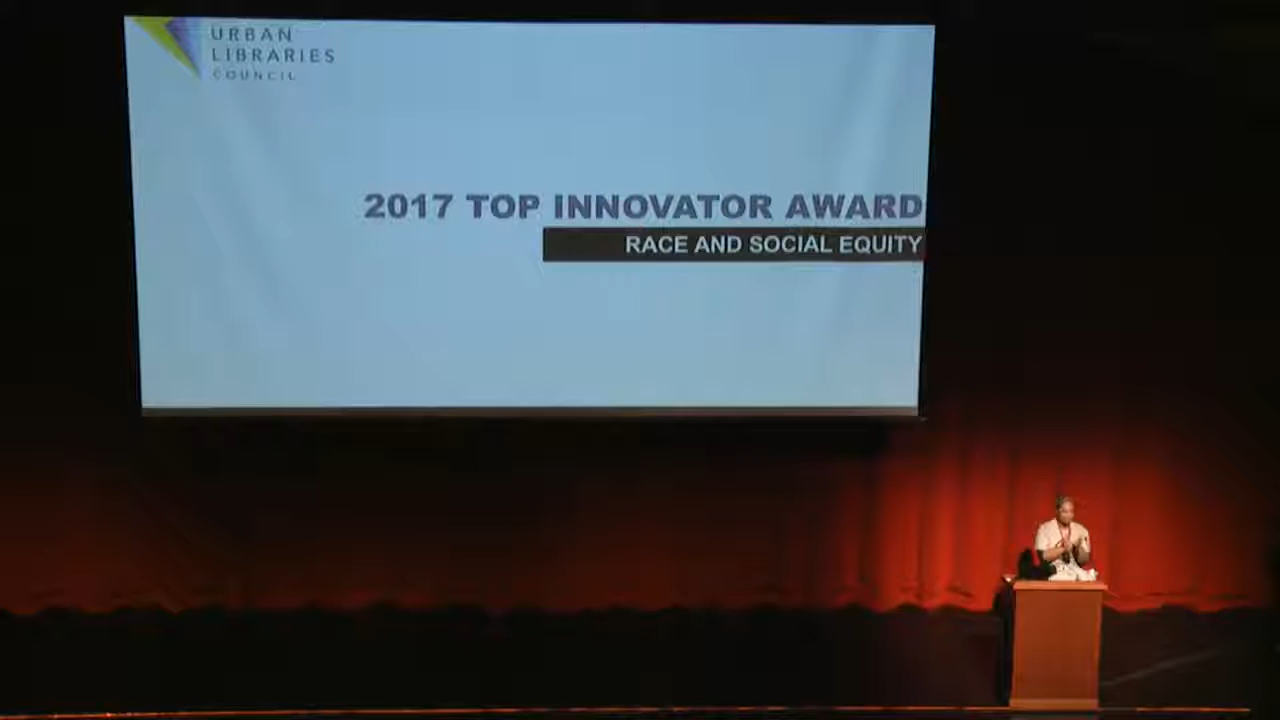 URBAN
LIBRARIES
COUNCIL
2017 TOP INNOVATOR AWARD
RACE AND SOCIAL EQUITY